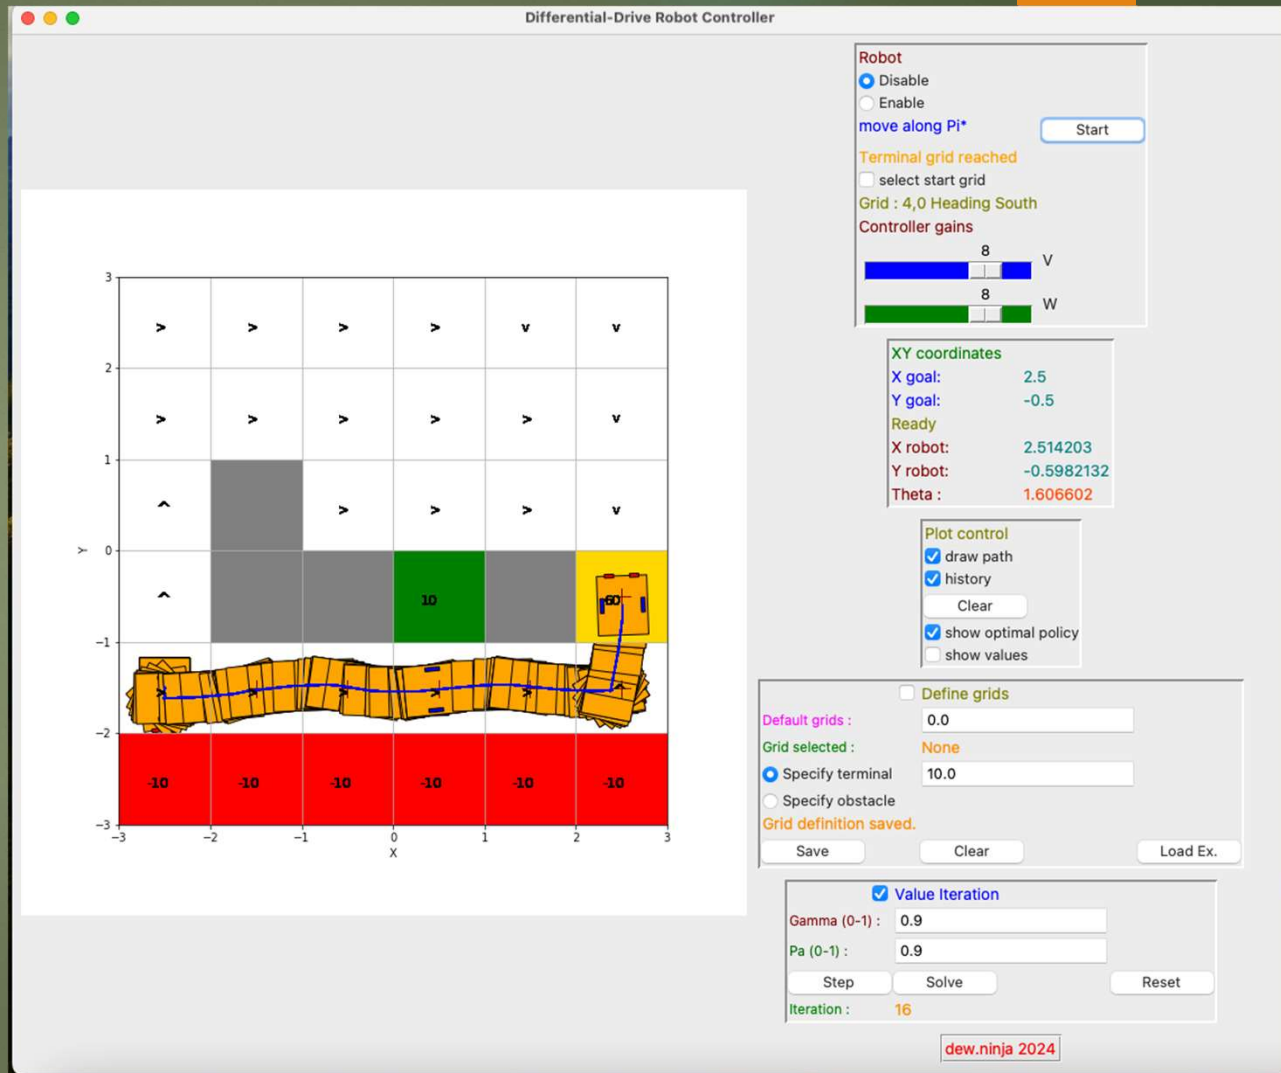 Differential-Drive Robot Controller
Robot
Disable
Enable
move along Pi*
Start
Terminal grid reached
select start grid
Grid : 4,0 Heading South
Controller gains
8
V
8
W
XY coordinates
X goal: 2.5
Y goal: -0.5
Ready
X robot: 2.514203
Y robot: -0.5982132
Theta : 1.606602
Plot control
draw path
history
Clear
show optimal policy
show values
Define grids
Default grids : 0.0
Grid selected : None
Specify terminal 10.0
Specify obstacle
Grid definition saved.
Save Clear Load Ex.
Value Iteration
Gamma (0-1) : 0.9
Pa (0-1) : 0.9
Step Solve Reset
Iteration : 16
dew.ninja 2024
3
> > > > v v
2
> > > > > v
1
^ > > > v
Y 0
^ 10 60
−1
−2
-10 -10 -10 -10 -10 -10
−3
−3 −2 −1 0 1 2 3
X